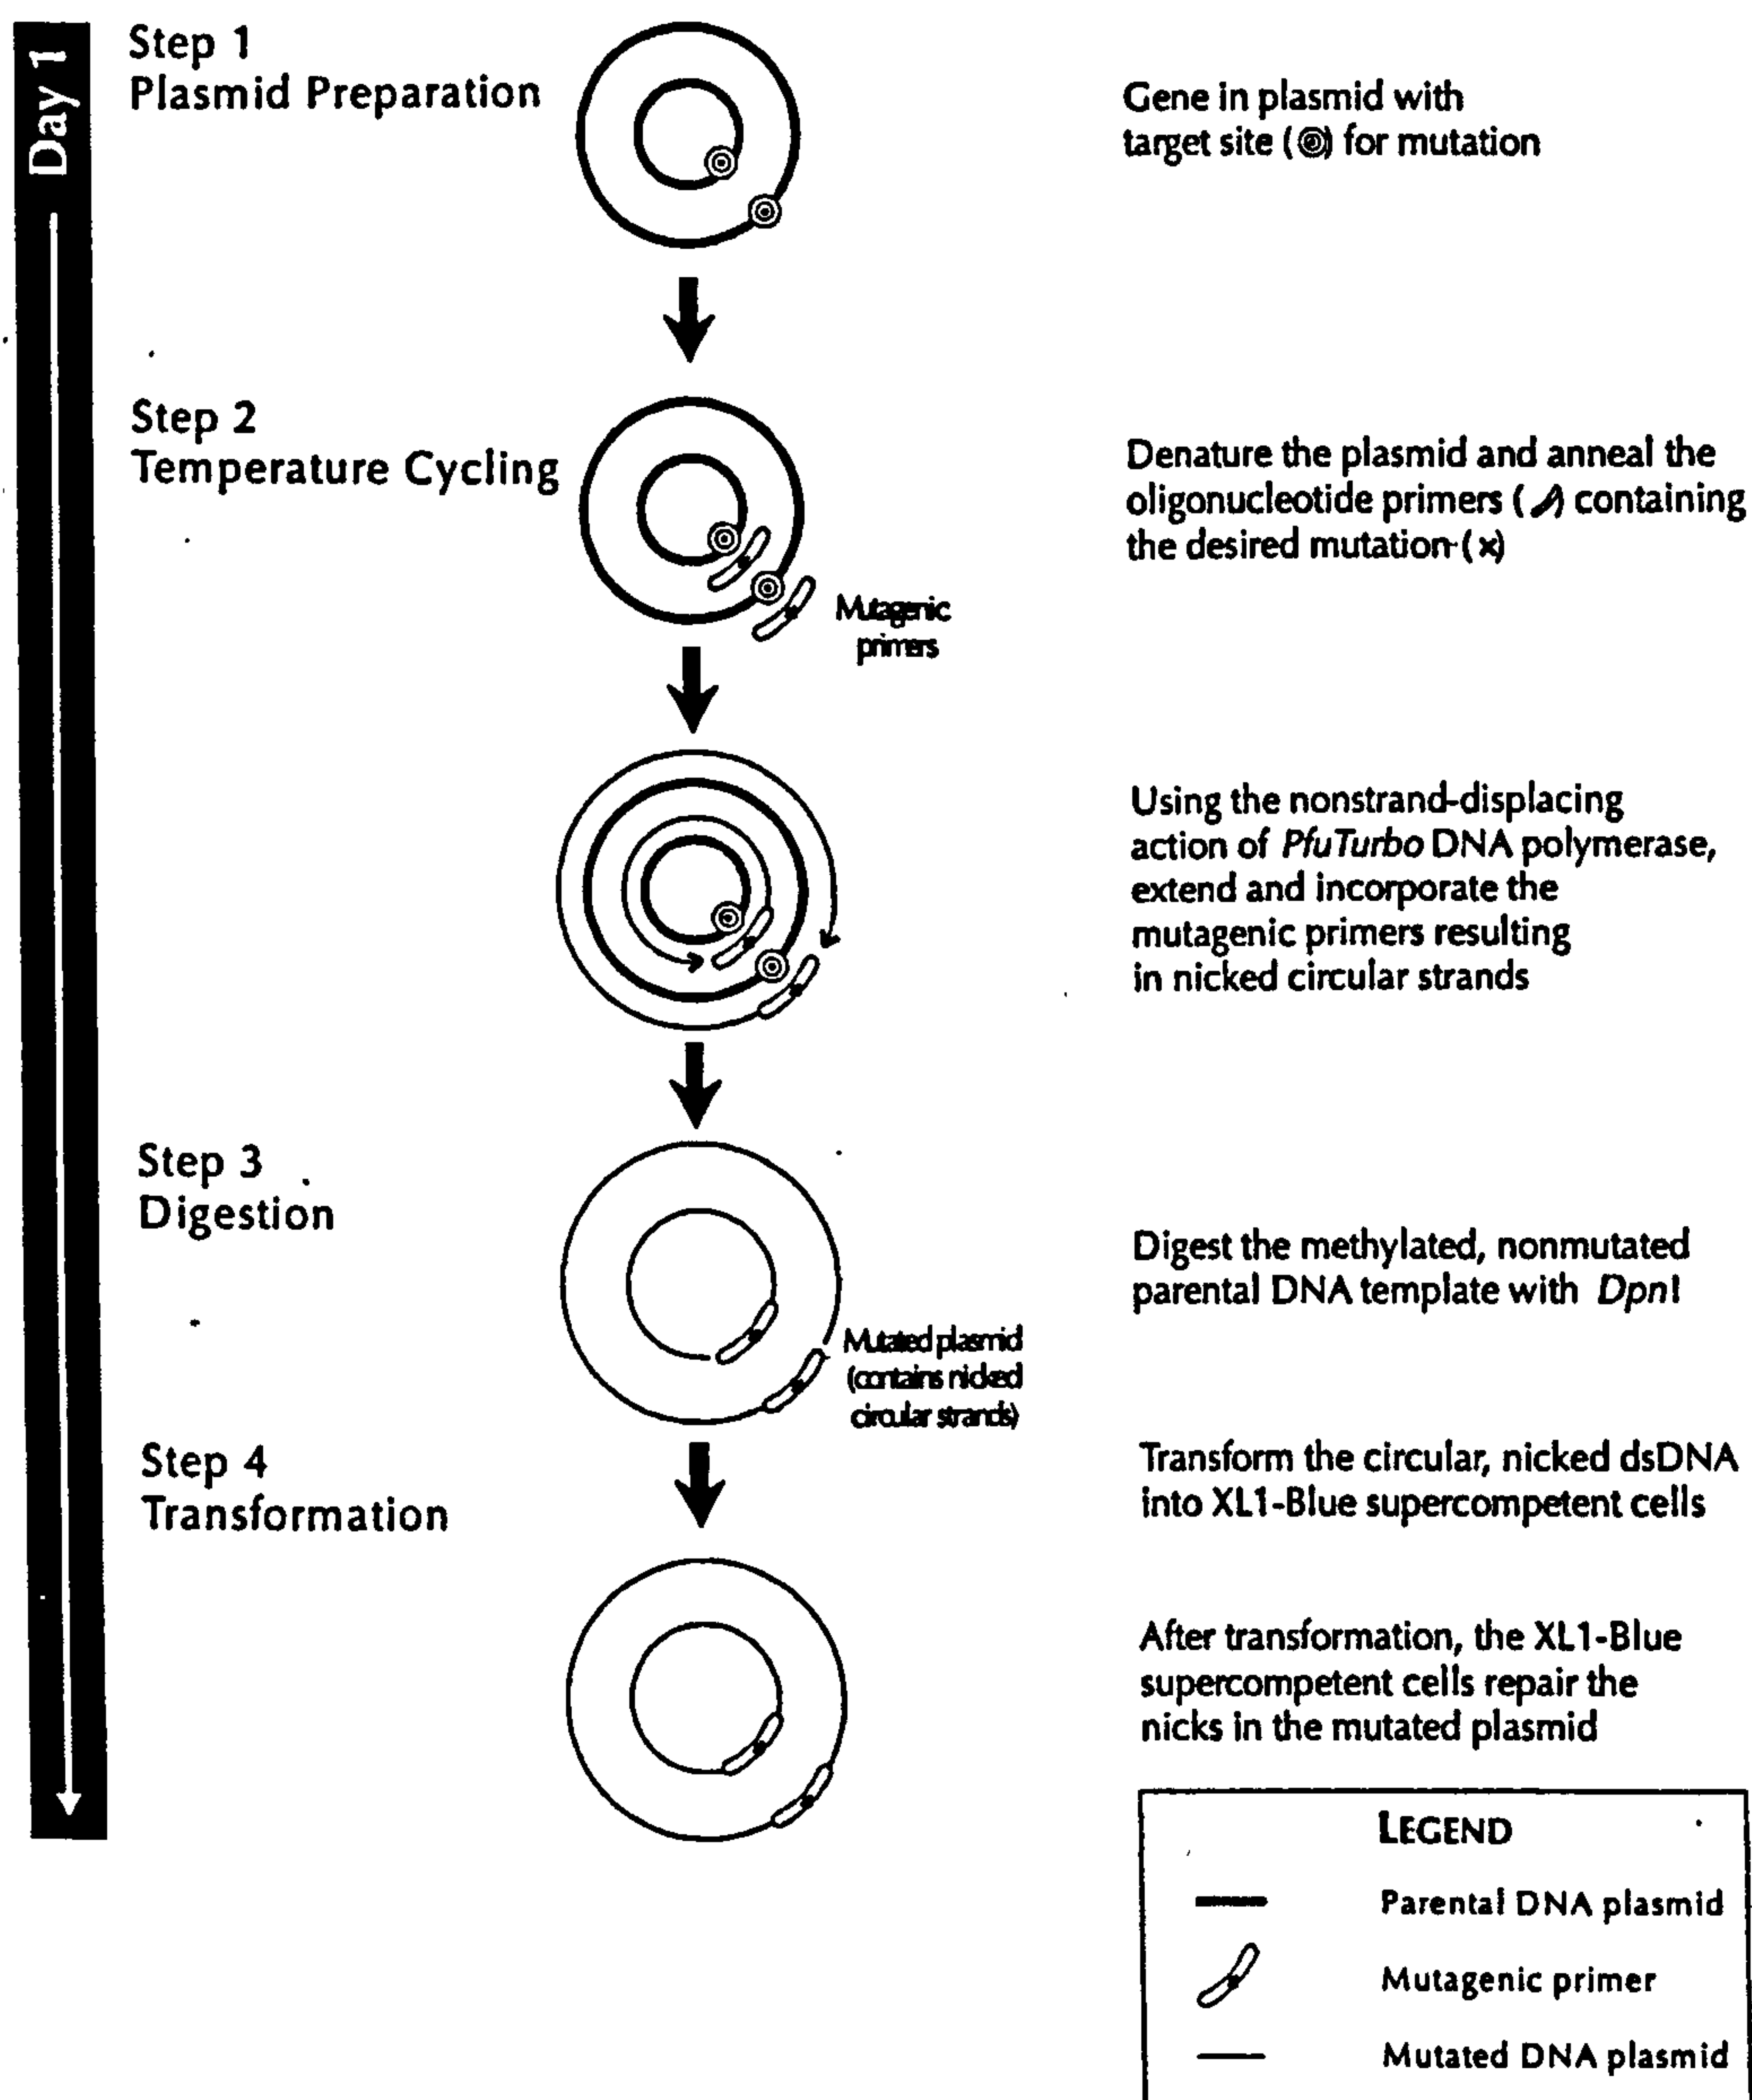 Day 1
Step 1
Plasmid Preparation
Gene in plasmid with
target site ( ) for mutation
Step 2
Temperature Cycling
Denature the plasmid and anneal the
oligonucleotide primers ( ) containing
the desired mutation (x)
Mutagenic
primers
Using the nonstrand-displacing
action of PfuTurbo DNA polymerase,
extend and incorporate the
mutagenic primers resulting
in nicked circular strands
Step 3
Digestion
Digest the methylated, nonmutated
parental DNA template with DpnI
Mutated plasmid
(contains nicked
circular strands)
Step 4
Transformation
Transform the circular, nicked dsDNA
into XL1-Blue supercompetent cells
After transformation, the XL1-Blue
supercompetent cells repair the
nicks in the mutated plasmid
LEGEND
Parental DNA plasmid
Mutagenic primer
Mutated DNA plasmid